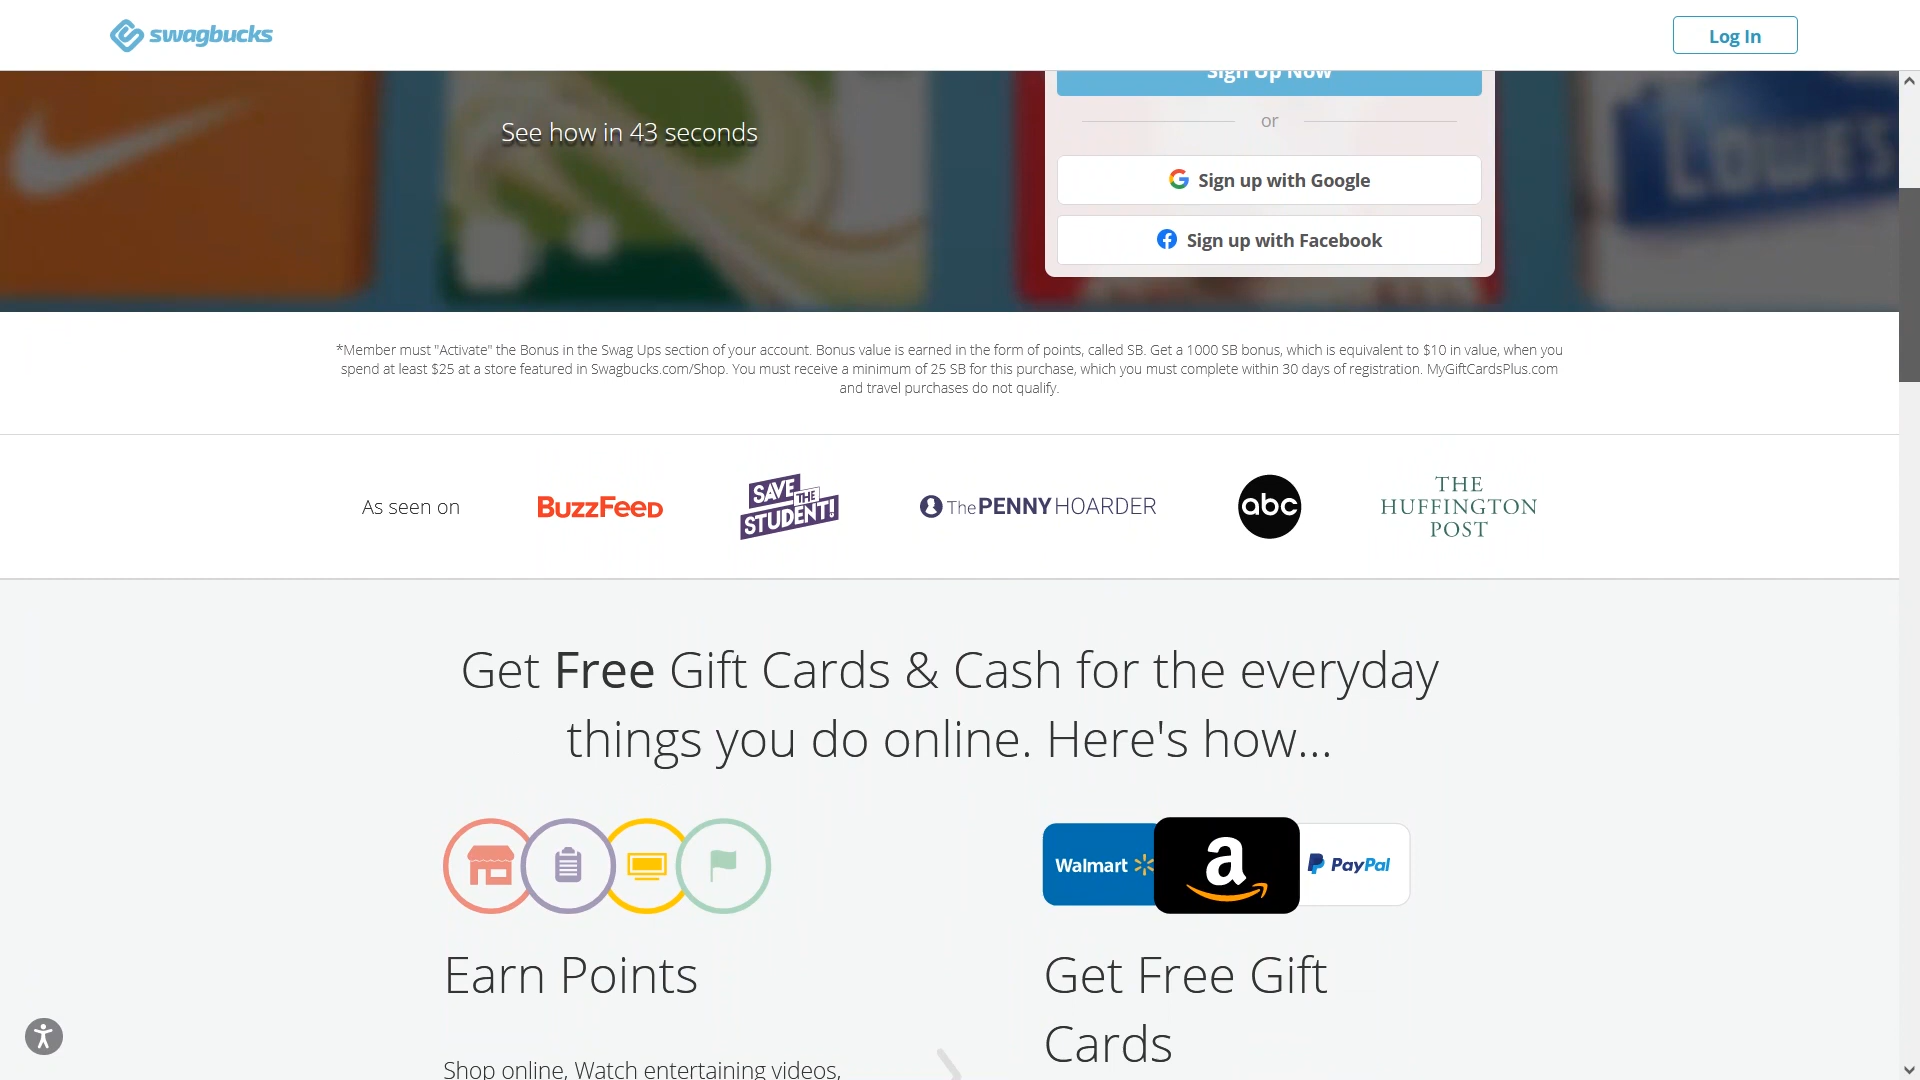 swagbucks
Log In
Sign Up Now
See how in 43 seconds
or
LOWE'S
Sign up with Google
Sign up with Facebook
*Member must "Activate" the Bonus in the Swag Ups section of your account. Bonus value is earned in the form of points, called SB. Get a 1000 SB bonus, which is equivalent to $10 in value, when you
spend at least $25 at a store featured in Swagbucks.com/Shop. You must receive a minimum of 25 SB for this purchase, which you must complete within 30 days of registration. MyGiftCardsPlus.com
and travel purchases do not qualify.
As seen on
BuzzFeed
SAVE THE
STUDENT!
The PENNY HOARDER
abc
THE
HUFFINGTON
POST
Get Free Gift Cards & Cash for the everyday
things you do online. Here's how...
Walmart
a
PayPal
Earn Points
Get Free Gift
Cards
Shop online, Watch entertaining videos,